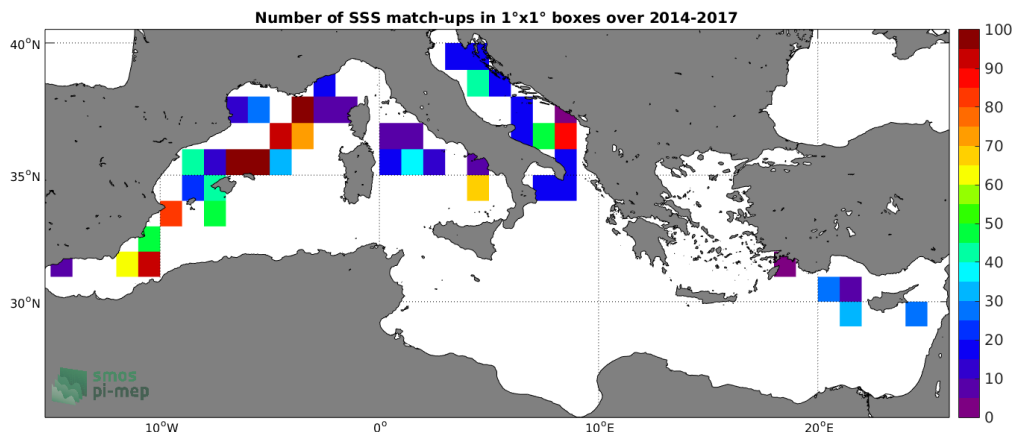 Number of SSS match-ups in 1°x1° boxes over 2014-2017
40°N
35°N
30°N
10°W
0°
10°E
20°E
100
90
80
70
60
50
40
30
20
10
0
smos
pi-mep